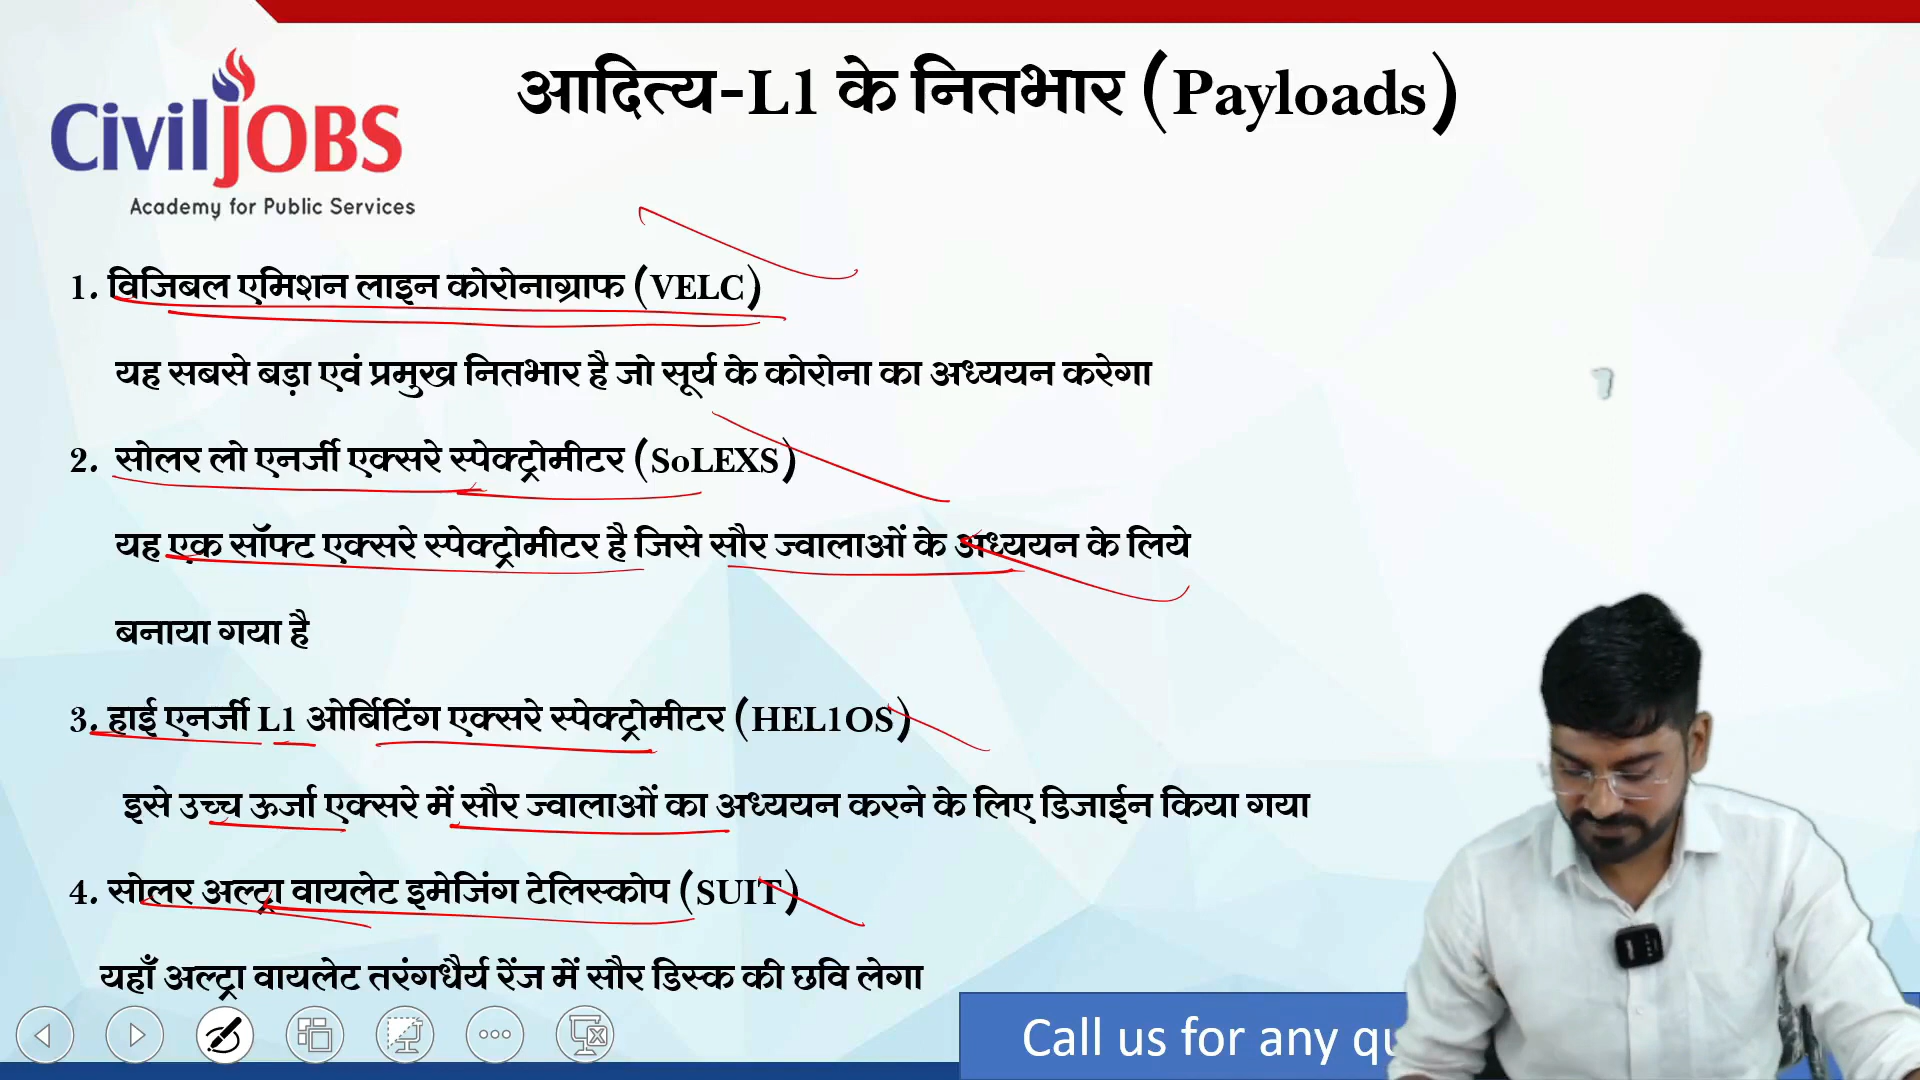 आदित्य-L1 के नितभार (Payloads)
Civil JOBS
Academy for Public Services
1. विजिबल एमिशन लाइन कोरोनाग्राफ (VELC)
यह सबसे बड़ा एवं प्रमुख नितभार है जो सूर्य के कोरोना का अध्ययन करेगा
2. सोलर लो एनर्जी एक्सरे स्पेक्ट्रोमीटर (SoLEXS)
यह एक सॉफ्ट एक्सरे स्पेक्ट्रोमीटर है जिसे सौर ज्वालाओं के अध्ययन के लिये
बनाया गया है
3. हाई एनर्जी L1 ओर्बिटिंग एक्सरे स्पेक्ट्रोमीटर (HEL1OS)
इसे उच्च ऊर्जा एक्सरे में सौर ज्वालाओं का अध्ययन करने के लिए डिजाईन किया गया
4. सोलर अल्ट्रा वायलेट इमेजिंग टेलिस्कोप (SUIT)
यहाँ अल्ट्रा वायलेट तरंगधैर्य रेंज में सौर डिस्क की छवि लेगा
Call us for any